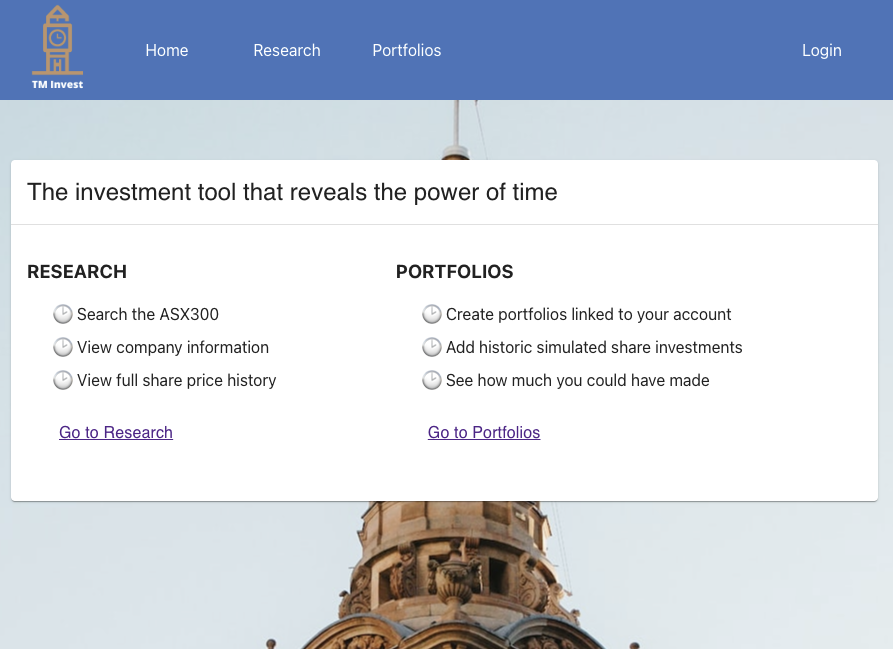 TM Invest
Home
Research
Portfolios
Login
The investment tool that reveals the power of time
RESEARCH
Search the ASX300
View company information
View full share price history
Go to Research
PORTFOLIOS
Create portfolios linked to your account
Add historic simulated share investments
See how much you could have made
Go to Portfolios